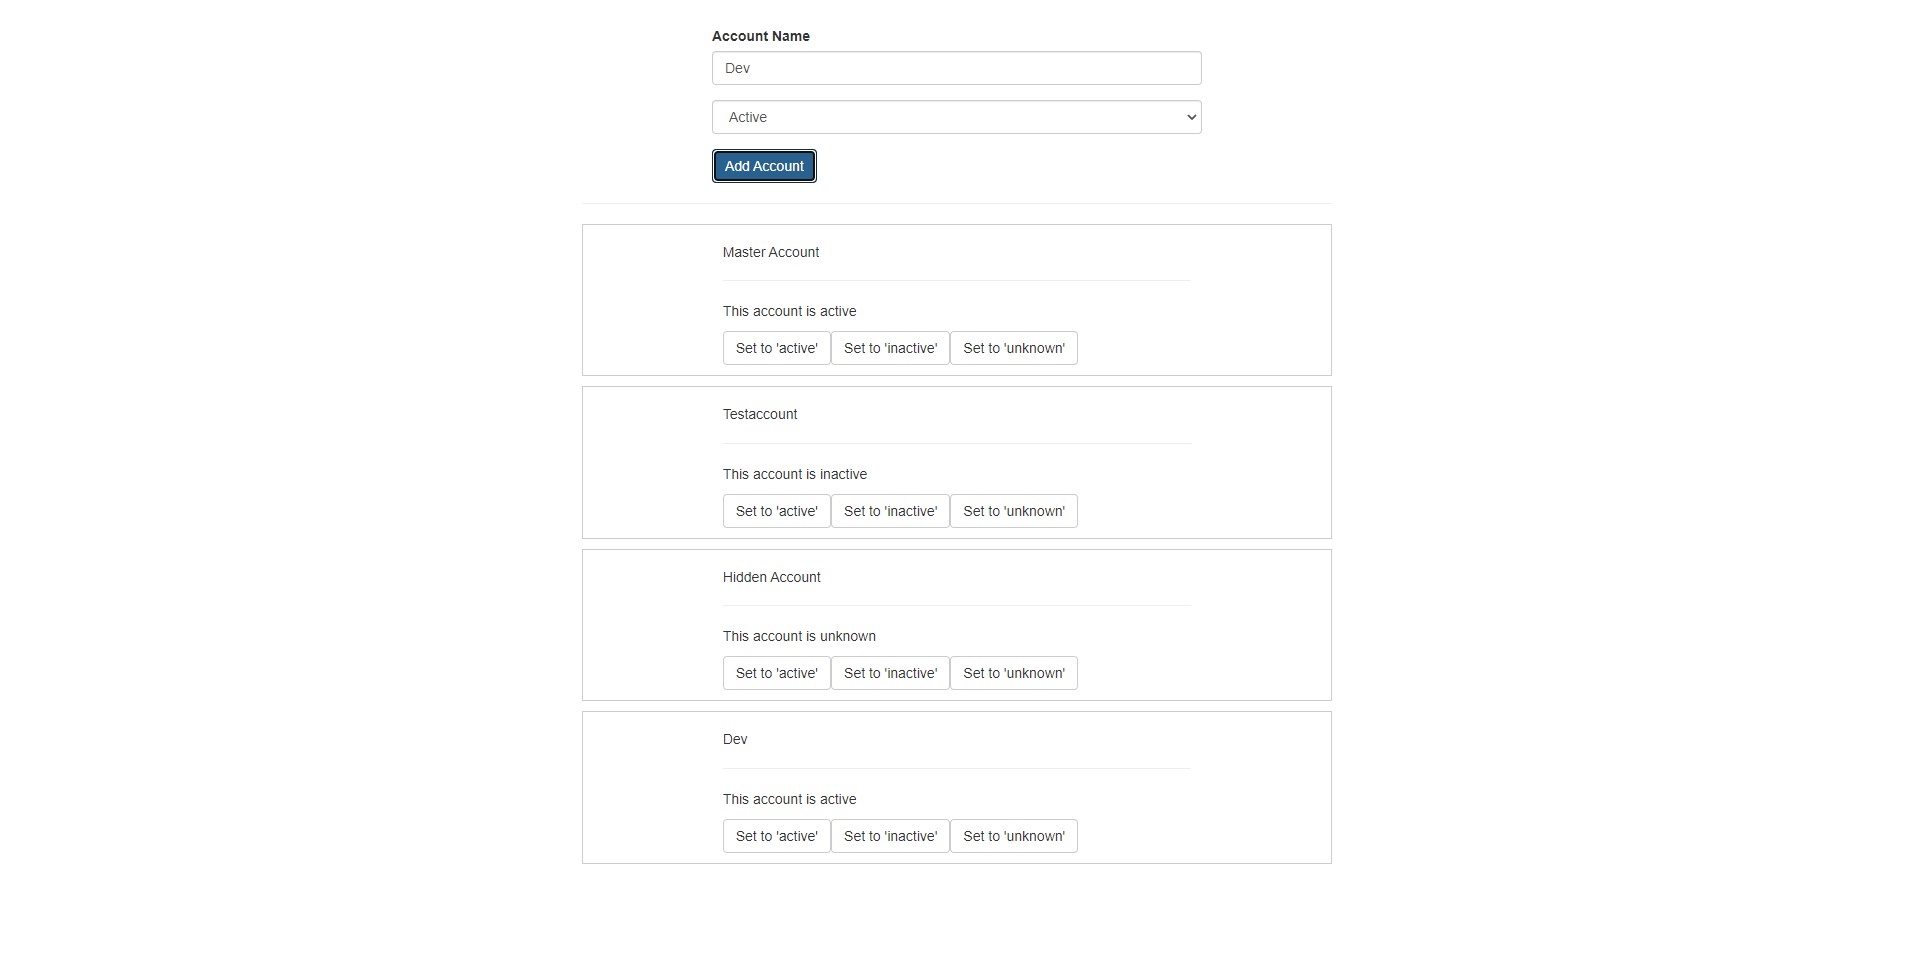 Account Name
Dev
Active
Add Account
Master Account
This account is active
Set to 'active' Set to 'inactive' Set to 'unknown'
Testaccount
This account is inactive
Set to 'active' Set to 'inactive' Set to 'unknown'
Hidden Account
This account is unknown
Set to 'active' Set to 'inactive' Set to 'unknown'
Dev
This account is active
Set to 'active' Set to 'inactive' Set to 'unknown'